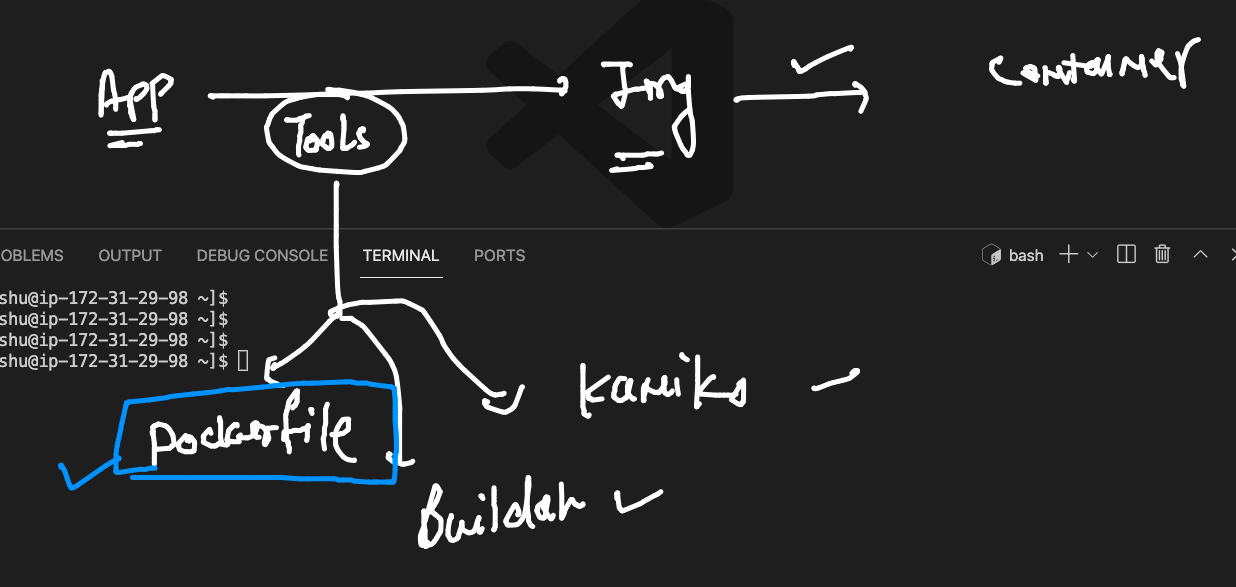 App
Tools
Img
Container
OBLEMS OUTPUT DEBUG CONSOLE TERMINAL PORTS bash
shu@ip-172-31-29-98 ~]$
shu@ip-172-31-29-98 ~]$
shu@ip-172-31-29-98 ~]$
shu@ip-172-31-29-98 ~]$
Kaniko
Dockerfile
Buildah